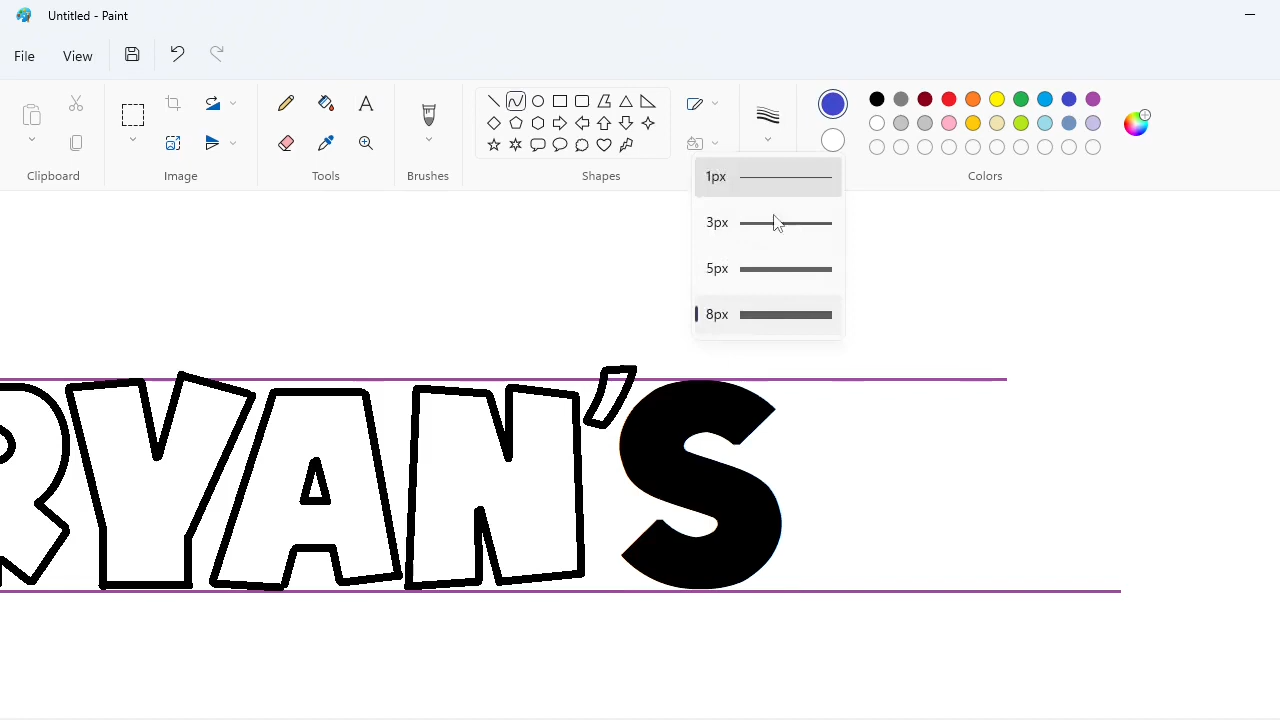 Untitled - Paint
File View
Clipboard Image Tools Brushes Shapes Colors
1px
3px
5px
8px
RYAN'S